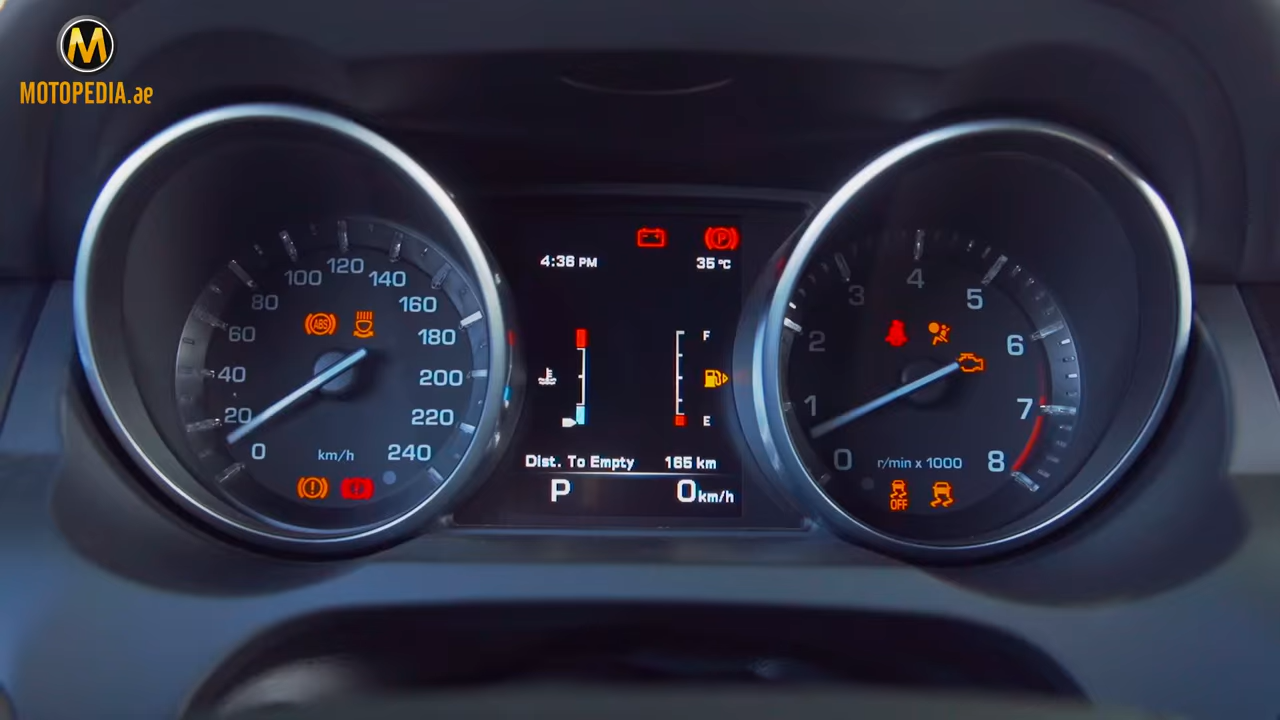 M
MOTOPEDIA.ae
4:36 PM
35 °C
0
20
40
60
80
100
120
140
160
180
200
220
240
km/h
ABS
P
F
E
Dist. To Empty 165 km
P
0 km/h
0
1
2
3
4
5
6
7
8
r/min x 1000
OFF